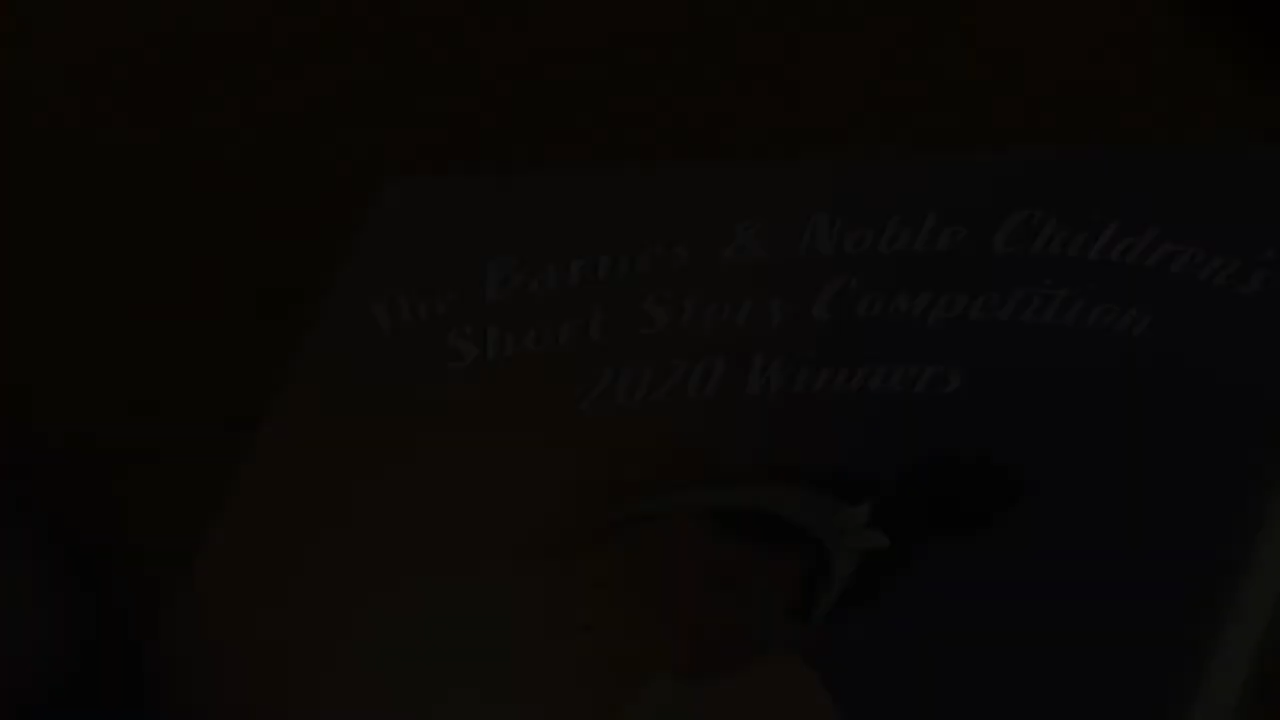 The Barnes & Noble Children's
Short Story Competition
2020 Winners